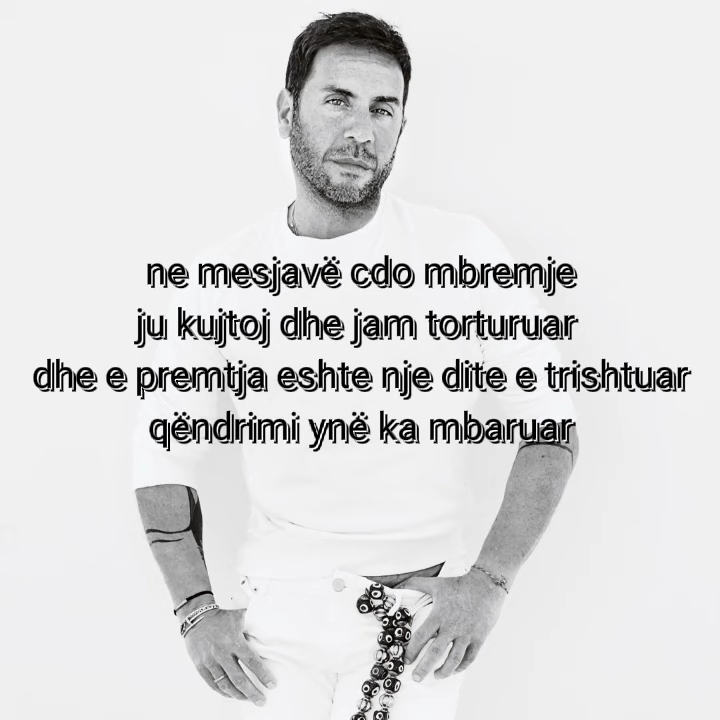 ne mesjavë cdo mbremje
ju kujtoj dhe jam torturuar
dhe e premtja eshte nje dite e trishtuar
qëndrimi ynë ka mbaruar